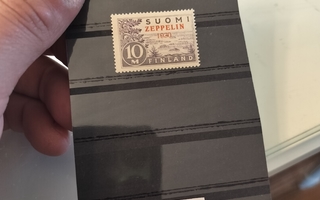 SUOMI
ZEPPELIN
1930
10
FINLAND